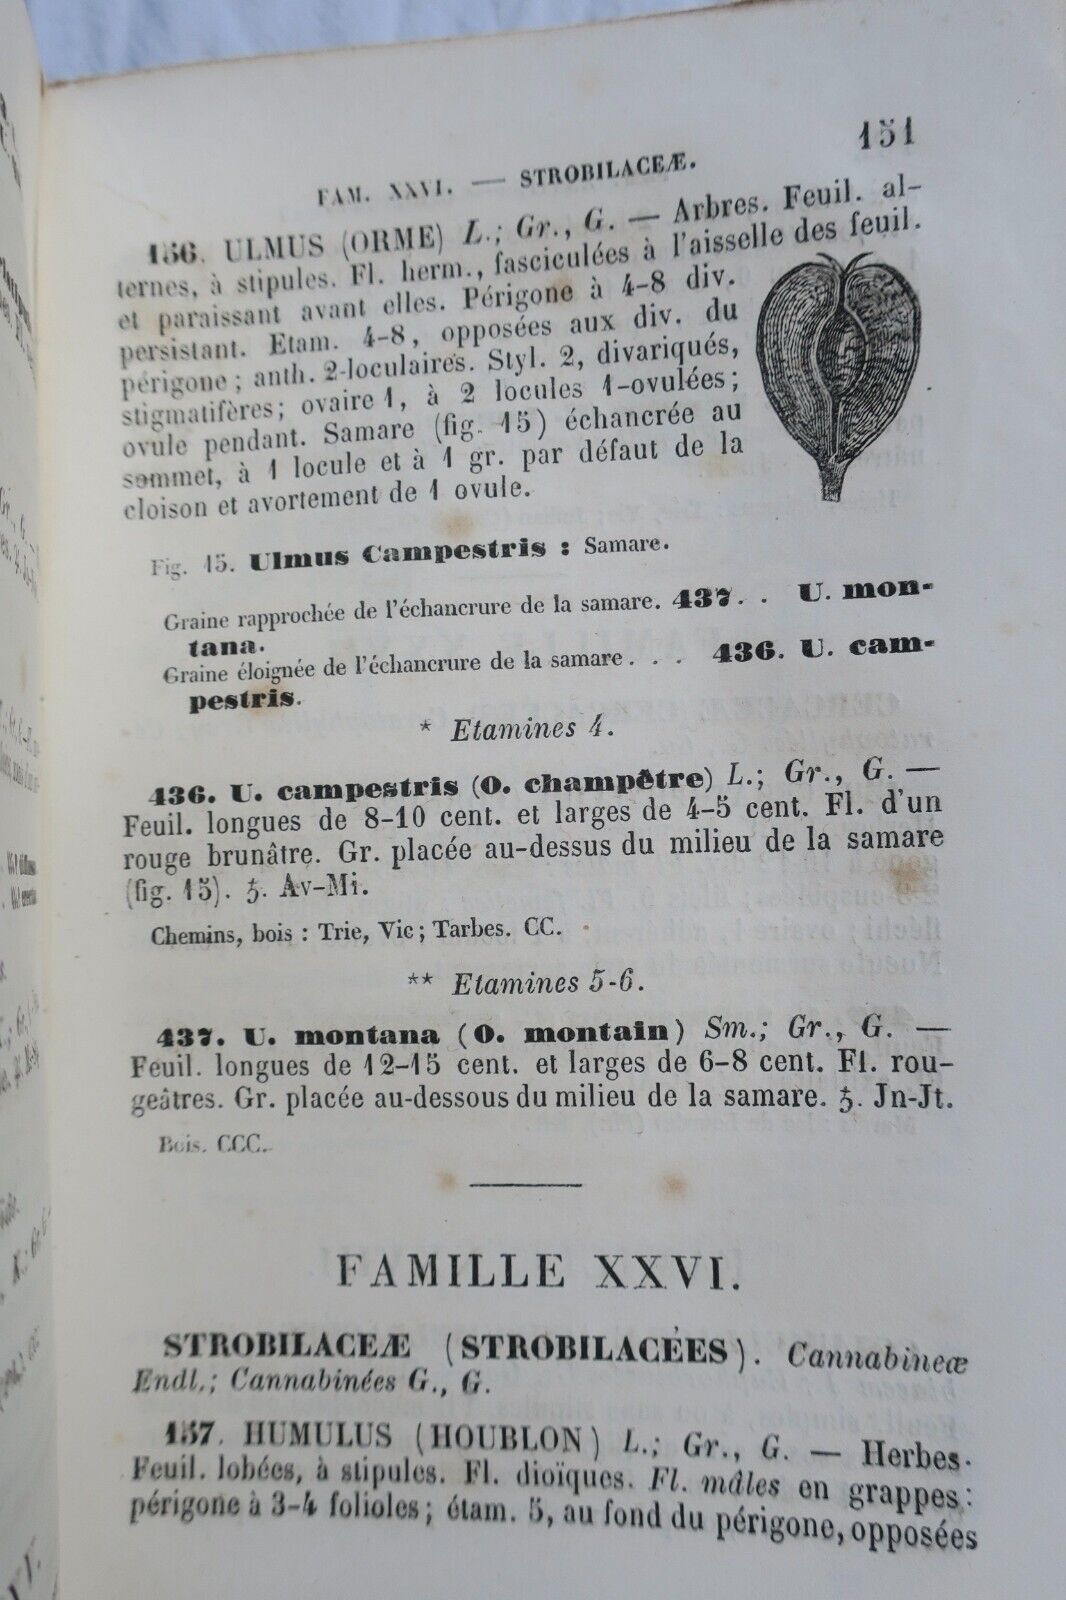 151
FAM. XXVI. — STROBILACEÆ.
156. ULMUS (ORME) L.; Gr., G. — Arbres. Feuil. al-
ternes, à stipules. Fl. herm., fasciculées à l'aisselle des feuil.
et paraissant avant elles. Périgone à 4-8 div.
persistant. Etam. 4-8, opposées aux div. du
périgone; anth. 2-loculaires. Styl. 2, divariqués,
stigmatifères; ovaire 1, à 2 locules 1-ovulées;
ovule pendant. Samare (fig. 15) échancrée au
sommet, à 1 locule et à 1 gr. par défaut de la
cloison et avortement de 1 ovule.
Fig. 15. Ulmus Campestris : Samare.
Graine rapprochée de l'échancrure de la samare. 437. . U. mon-
tana.
Graine éloignée de l'échancrure de la samare . . . 436. U. cam-
pestris.
* Etamines 4.
436. U. campestris (O. champêtre) L.; Gr., G. —
Feuil. longues de 8-10 cent. et larges de 4-5 cent. Fl. d'un
rouge brunâtre. Gr. placée au-dessus du milieu de la samare
(fig. 15). ♄. Av-Mi.
Chemins, bois : Trie, Vic; Tarbes. CC.
** Etamines 5-6.
437. U. montana (O. montain) Sm.; Gr., G. —
Feuil. longues de 12-15 cent. et larges de 6-8 cent. Fl. rou-
geâtres. Gr. placée au-dessous du milieu de la samare. ♄. Jn-Jt.
Bois. CCC.
FAMILLE XXVI.
STROBILACEÆ (STROBILACÉES). Cannabineæ
Endl.; Cannabinées G., G.
157. HUMULUS (HOUBLON) L.; Gr., G. — Herbes.
Feuil. lobées, à stipules. Fl. dioïques. Fl. mâles en grappes:
périgone à 3-4 folioles; étam. 5, au fond du périgone, opposées